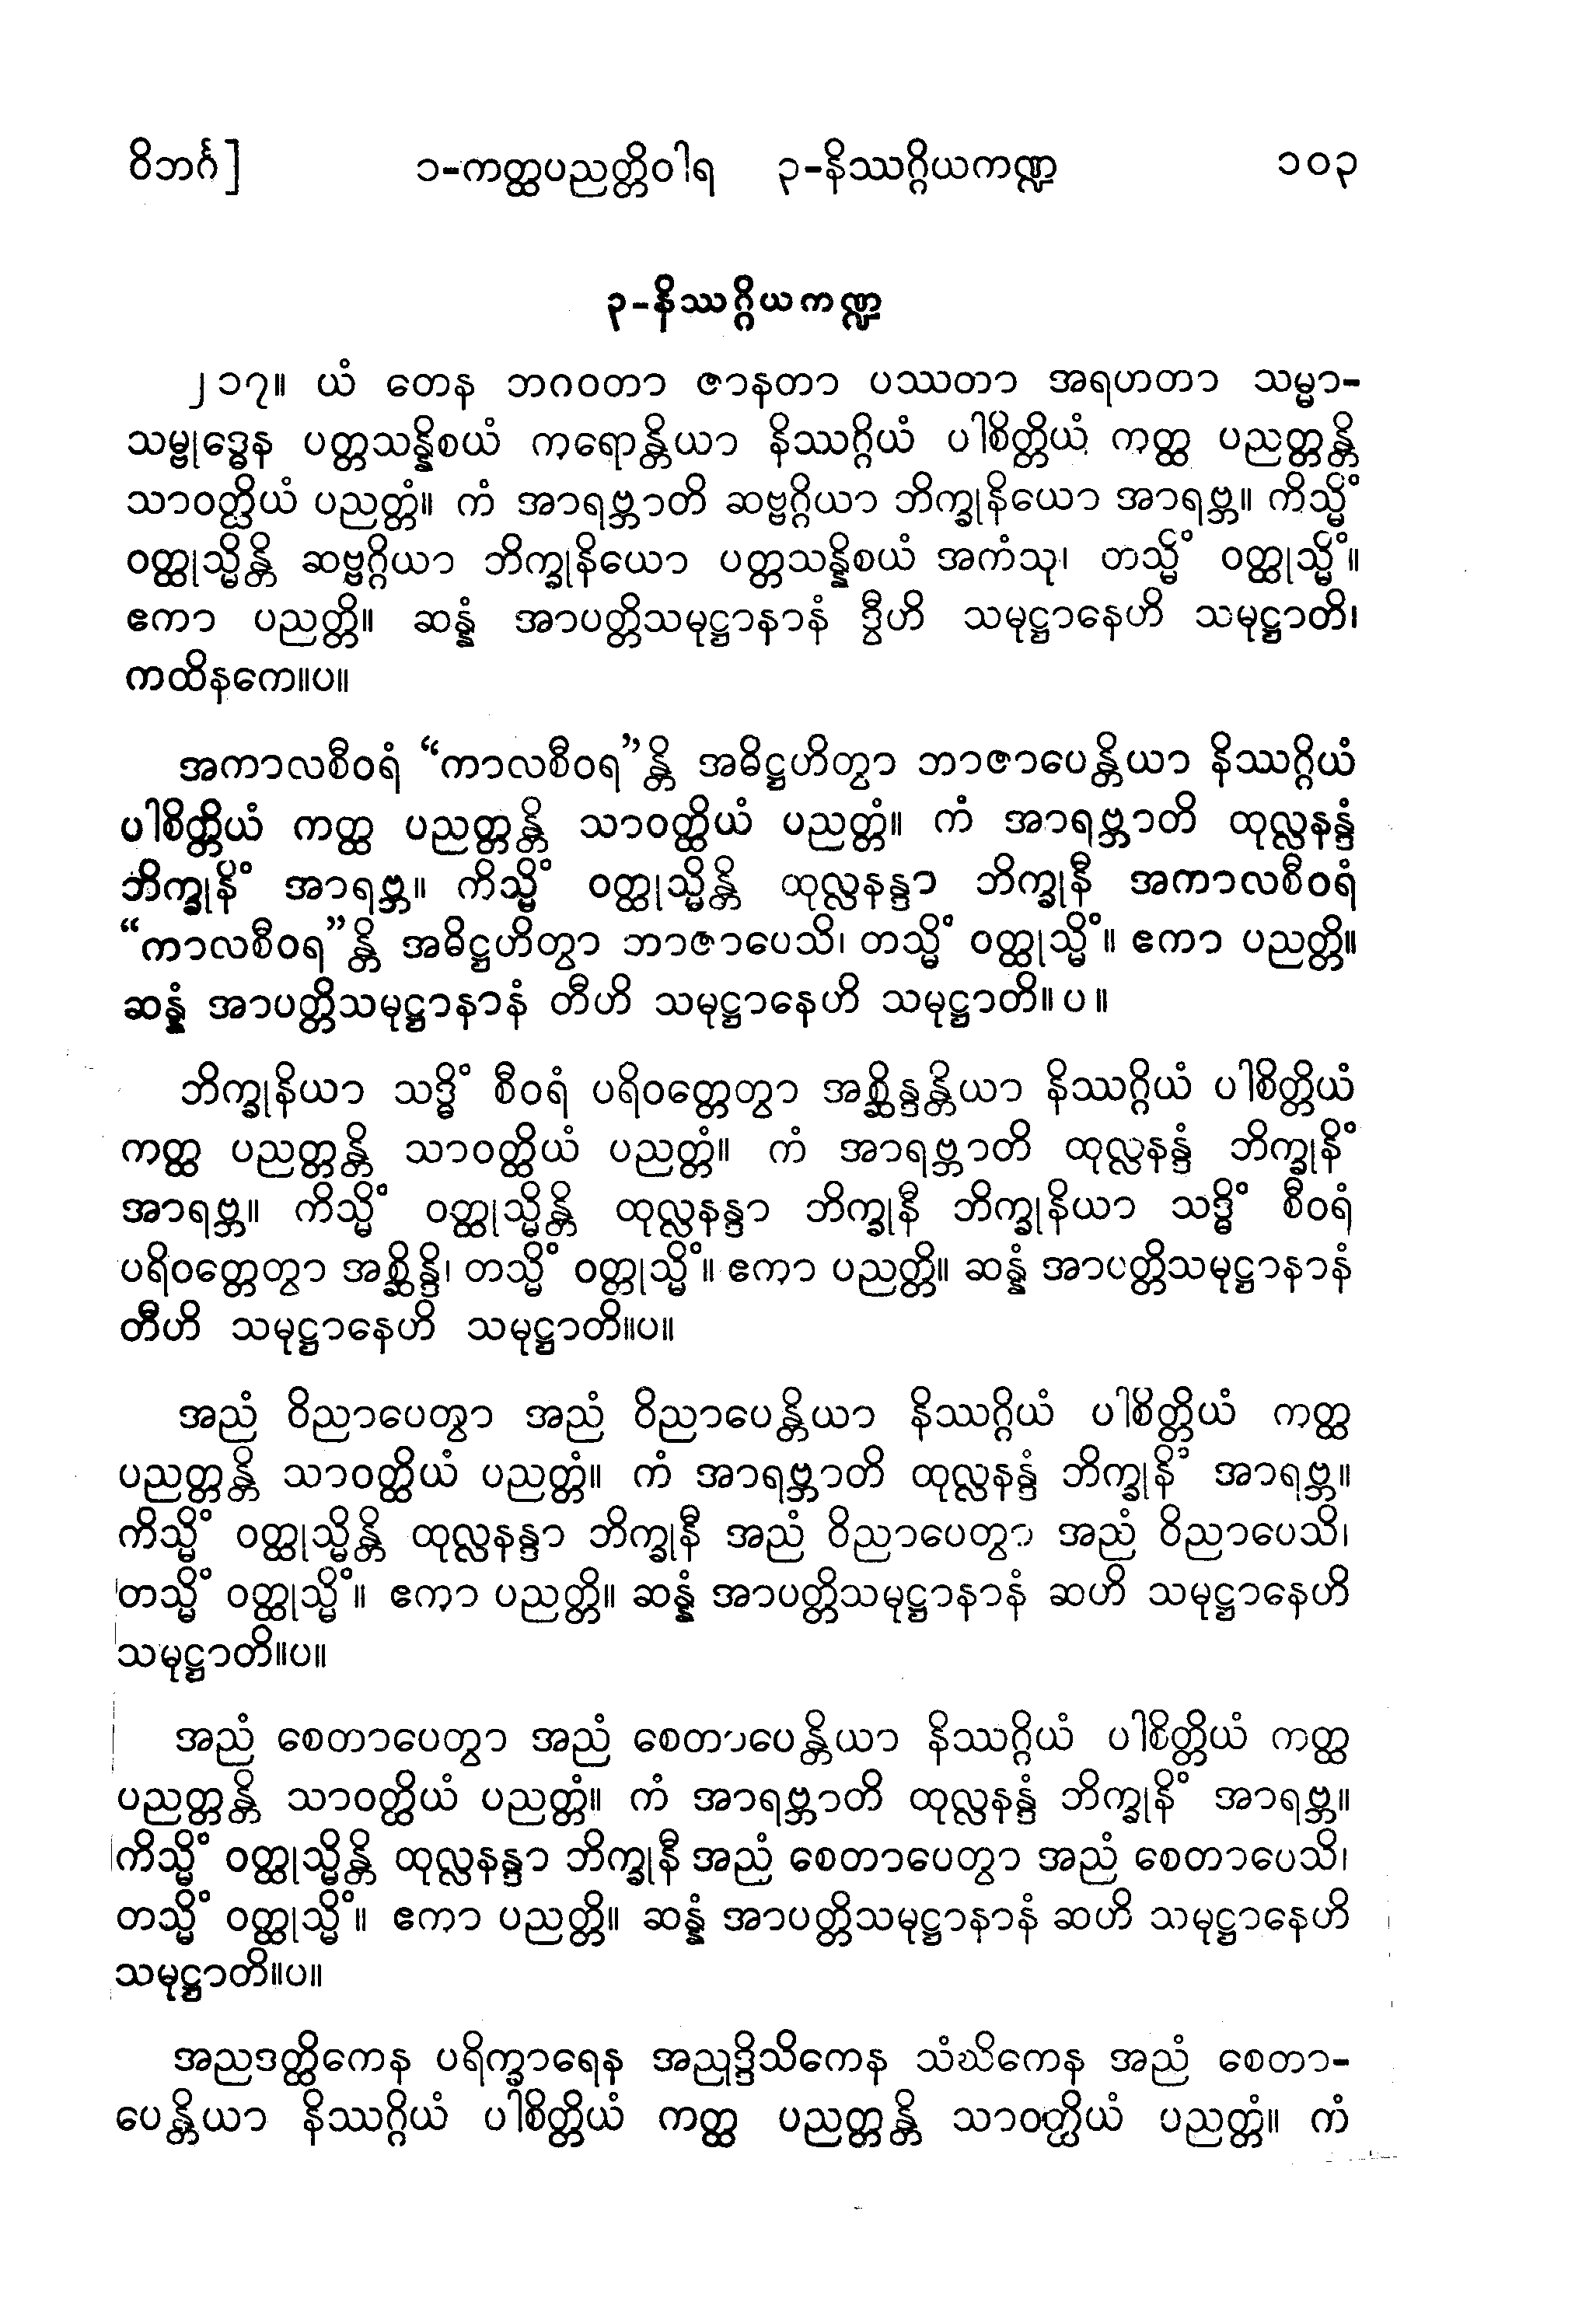 ဝိဘင်္ဂ] ၁-ကတ္ထပညတ္တိဝါရ ၃-နိဿဂ္ဂိယကဏ္ဍ ၁၀၃
၃-နိဿဂ္ဂိယကဏ္ဍ
၂၁၇။ ယံ တေန ဘဂဝတာ ဇာနတာ ပဿတာ အရဟတာ သမ္မာ-
သမ္ဗုဒ္ဓေန ပတ္တသန္နိစယံ ကရောန္တိယာ နိဿဂ္ဂိယံ ပါစိတ္တိယံ ကတ္ထ ပညတ္တန္တိ
သာဝတ္ထိယံ ပညတ္တံ။ ကံ အာရဗ္ဘာတိ ဆဗ္ဗဂ္ဂိယာ ဘိက္ခုနိယော အာရဗ္ဘ။ ကိသ္မိံ
ဝတ္ထုသ္မိန္တိ ဆဗ္ဗဂ္ဂိယာ ဘိက္ခုနိယော ပတ္တသန္နိစယံ အကံသု၊ တသ္မိံ ဝတ္ထုသ္မိံ။
ဧကာ ပညတ္တိ။ ဆန္နံ အာပတ္တိသမုဋ္ဌာနာနံ ဒွီဟိ သမုဋ္ဌာနေဟိ သမုဋ္ဌာတိ၊
ကထိနကေ။ပ။
အကာလစီဝရံ “ကာလစီဝရ”န္တိ အဓိဋ္ဌဟိတွာ ဘာဇာပေန္တိယာ နိဿဂ္ဂိယံ
ပါစိတ္တိယံ ကတ္ထ ပညတ္တန္တိ သာဝတ္ထိယံ ပညတ္တံ။ ကံ အာရဗ္ဘာတိ ထုလ္လနန္ဒံ
ဘိက္ခုနိံ အာရဗ္ဘ။ ကိသ္မိံ ဝတ္ထုသ္မိန္တိ ထုလ္လနန္ဒာ ဘိက္ခုနီ အကာလစီဝရံ
“ကာလစီဝရ”န္တိ အဓိဋ္ဌဟိတွာ ဘာဇာပေသိ၊ တသ္မိံ ဝတ္ထုသ္မိံ။ ဧကာ ပညတ္တိ။
ဆန္နံ အာပတ္တိသမုဋ္ဌာနာနံ တီဟိ သမုဋ္ဌာနေဟိ သမုဋ္ဌာတိ။ ပ ။
ဘိက္ခုနိယာ သဒ္ဓိံ စီဝရံ ပရိဝတ္တေတွာ အစ္ဆိန္ဒန္တိယာ နိဿဂ္ဂိယံ ပါစိတ္တိယံ
ကတ္ထ ပညတ္တန္တိ သာဝတ္ထိယံ ပညတ္တံ။ ကံ အာရဗ္ဘာတိ ထုလ္လနန္ဒံ ဘိက္ခုနိံ
အာရဗ္ဘ။ ကိသ္မိံ ဝတ္ထုသ္မိန္တိ ထုလ္လနန္ဒာ ဘိက္ခုနီ ဘိက္ခုနိယာ သဒ္ဓိံ စီဝရံ
ပရိဝတ္တေတွာ အစ္ဆိန္ဒိ၊ တသ္မိံ ဝတ္ထုသ္မိံ။ ဧကာ ပညတ္တိ။ ဆန္နံ အာပတ္တိသမုဋ္ဌာနာနံ
တီဟိ သမုဋ္ဌာနေဟိ သမုဋ္ဌာတိ။ပ။
အညံ ဝိညာပေတွာ အညံ ဝိညာပေန္တိယာ နိဿဂ္ဂိယံ ပါစိတ္တိယံ ကတ္ထ
ပညတ္တန္တိ သာဝတ္ထိယံ ပညတ္တံ။ ကံ အာရဗ္ဘာတိ ထုလ္လနန္ဒံ ဘိက္ခုနိံ အာရဗ္ဘ။
ကိသ္မိံ ဝတ္ထုသ္မိန္တိ ထုလ္လနန္ဒာ ဘိက္ခုနီ အညံ ဝိညာပေတွာ အညံ ဝိညာပေသိ၊
တသ္မိံ ဝတ္ထုသ္မိံ။ ဧကာ ပညတ္တိ။ ဆန္နံ အာပတ္တိသမုဋ္ဌာနာနံ ဆဟိ သမုဋ္ဌာနေဟိ
သမုဋ္ဌာတိ။ပ။
အညံ စေတာပေတွာ အညံ စေတာပေန္တိယာ နိဿဂ္ဂိယံ ပါစိတ္တိယံ ကတ္ထ
ပညတ္တန္တိ သာဝတ္ထိယံ ပညတ္တံ။ ကံ အာရဗ္ဘာတိ ထုလ္လနန္ဒံ ဘိက္ခုနိံ အာရဗ္ဘ။
ကိသ္မိံ ဝတ္ထုသ္မိန္တိ ထုလ္လနန္ဒာ ဘိက္ခုနီ အညံ စေတာပေတွာ အညံ စေတာပေသိ၊
တသ္မိံ ဝတ္ထုသ္မိံ။ ဧကာ ပညတ္တိ။ ဆန္နံ အာပတ္တိသမုဋ္ဌာနာနံ ဆဟိ သမုဋ္ဌာနေဟိ
သမုဋ္ဌာတိ။ပ။
အညဒတ္ထိကေန ပရိက္ခာရေန အညုဒ္ဒိသိကေန သံဃိကေန အညံ စေတာ-
ပေန္တိယာ နိဿဂ္ဂိယံ ပါစိတ္တိယံ ကတ္ထ ပညတ္တန္တိ သာဝတ္ထိယံ ပညတ္တံ။ ကံ